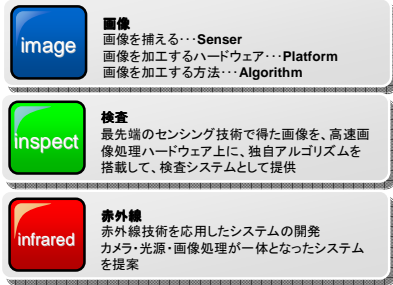 image
画像
画像を捕える･･･Senser
画像を加工するハードウェア･･･Platform
画像を加工する方法･･･Algorithm
inspect
検査
最先端のセンシング技術で得た画像を、高速画
像処理ハードウェア上に、独自アルゴリズムを
搭載して、検査システムとして提供
infrared
赤外線
赤外線技術を応用したシステムの開発
カメラ・光源・画像処理が一体となったシステム
を提案